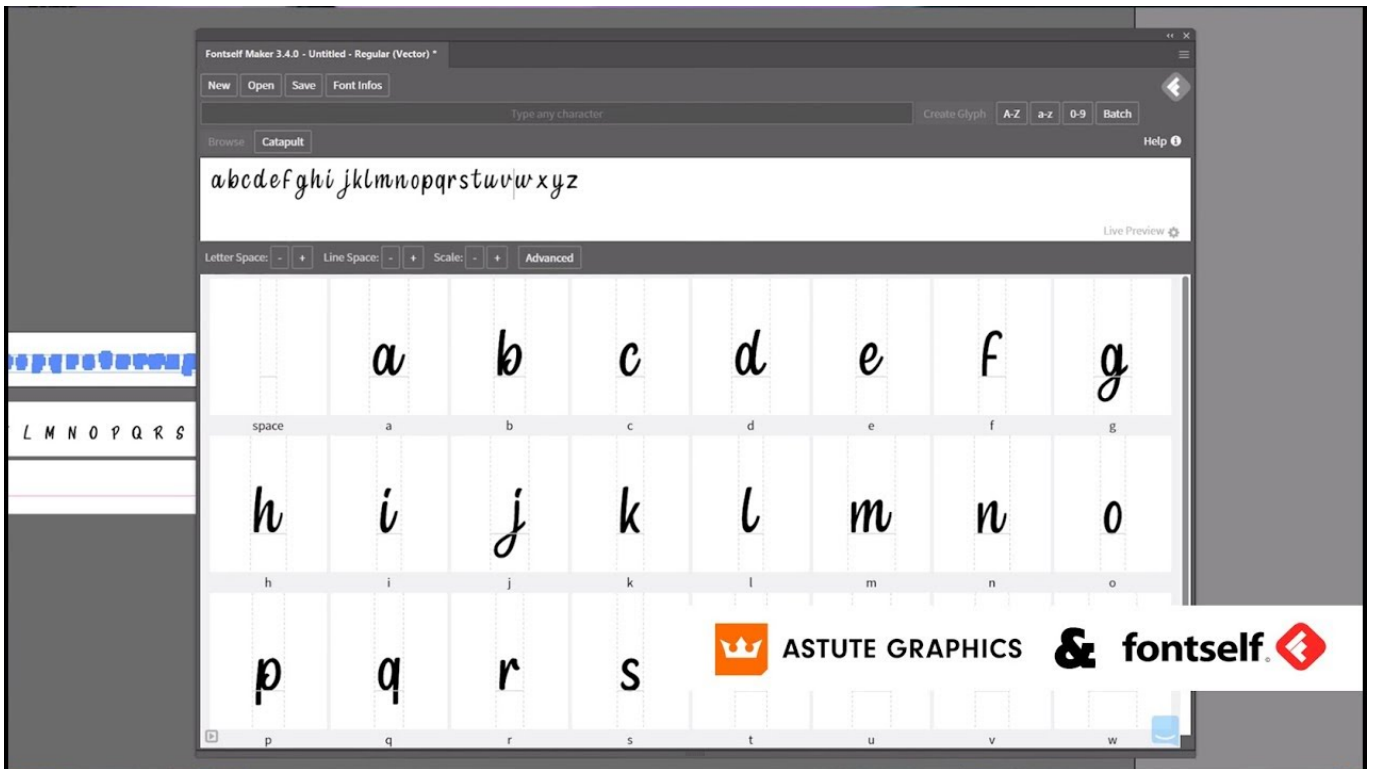 Fontself Maker 3.4.0 - Untitled - Regular (Vector) *
New Open Save Font Infos
Type any character Create Glyph A-Z a-z 0-9 Batch
Browse Catapult Help
abcdefghijklmnopqrstuvwxyz
Live Preview
Letter Space: - + Line Space: - + Scale: - + Advanced
a b c d e f g
space a b c d e f g
L M N O P Q R S
h i j k l m n o
h i j k l m n o
ASTUTE GRAPHICS & fontself
p q r s
p q r s t u v w